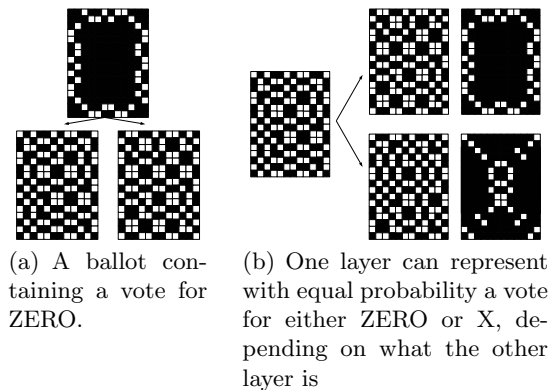 (a) A ballot con-
taining a vote for
ZERO.
(b) One layer can represent
with equal probability a vote
for either ZERO or X, de-
pending on what the other
layer is